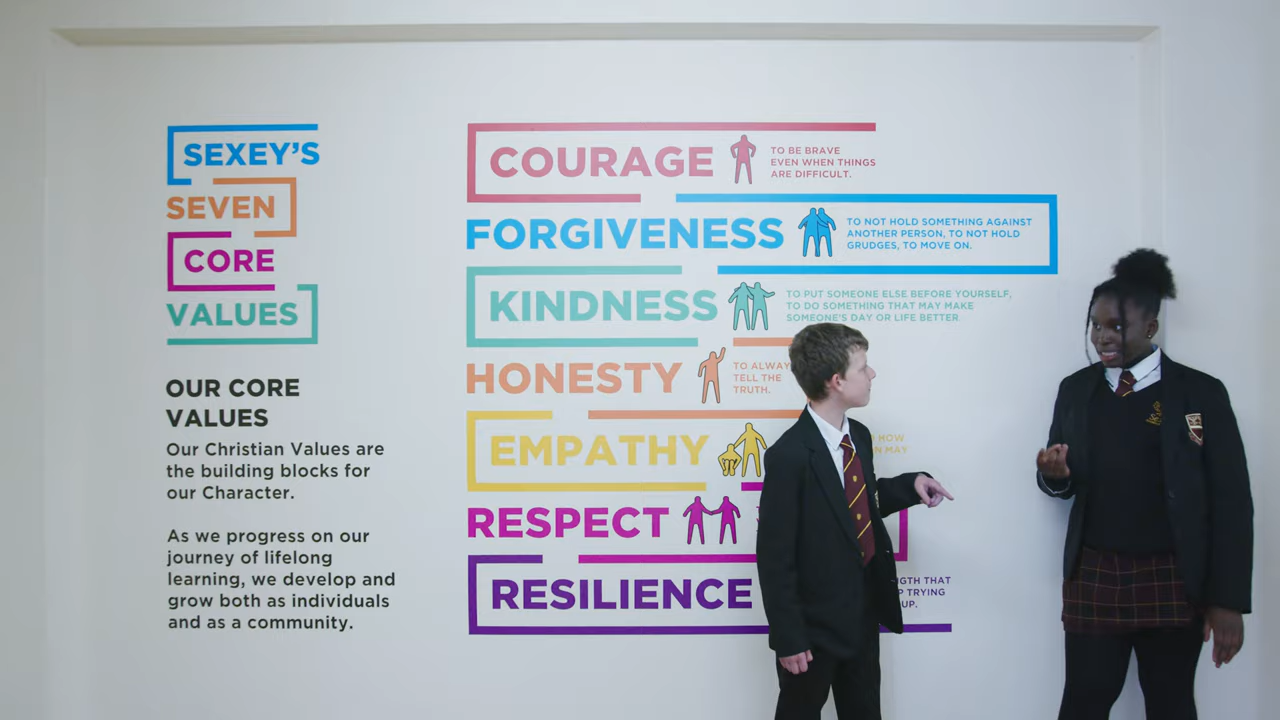 SEXEY'S
SEVEN
CORE
VALUES
OUR CORE
VALUES
Our Christian Values are
the building blocks for
our Character.
As we progress on our
journey of lifelong
learning, we develop and
grow both as individuals
and as a community.
COURAGE
TO BE BRAVE
EVEN WHEN THINGS
ARE DIFFICULT.
FORGIVENESS
TO NOT HOLD SOMETHING AGAINST
ANOTHER PERSON, TO NOT HOLD
GRUDGES, TO MOVE ON.
KINDNESS
TO PUT SOMEONE ELSE BEFORE YOURSELF,
TO DO SOMETHING THAT MAY MAKE
SOMEONE'S DAY OR LIFE BETTER.
HONESTY
TO
TELL THE
TRUTH.
EMPATHY
HOW
MAY
RESPECT
RESILIENCE
THAT
TRYING
UP.